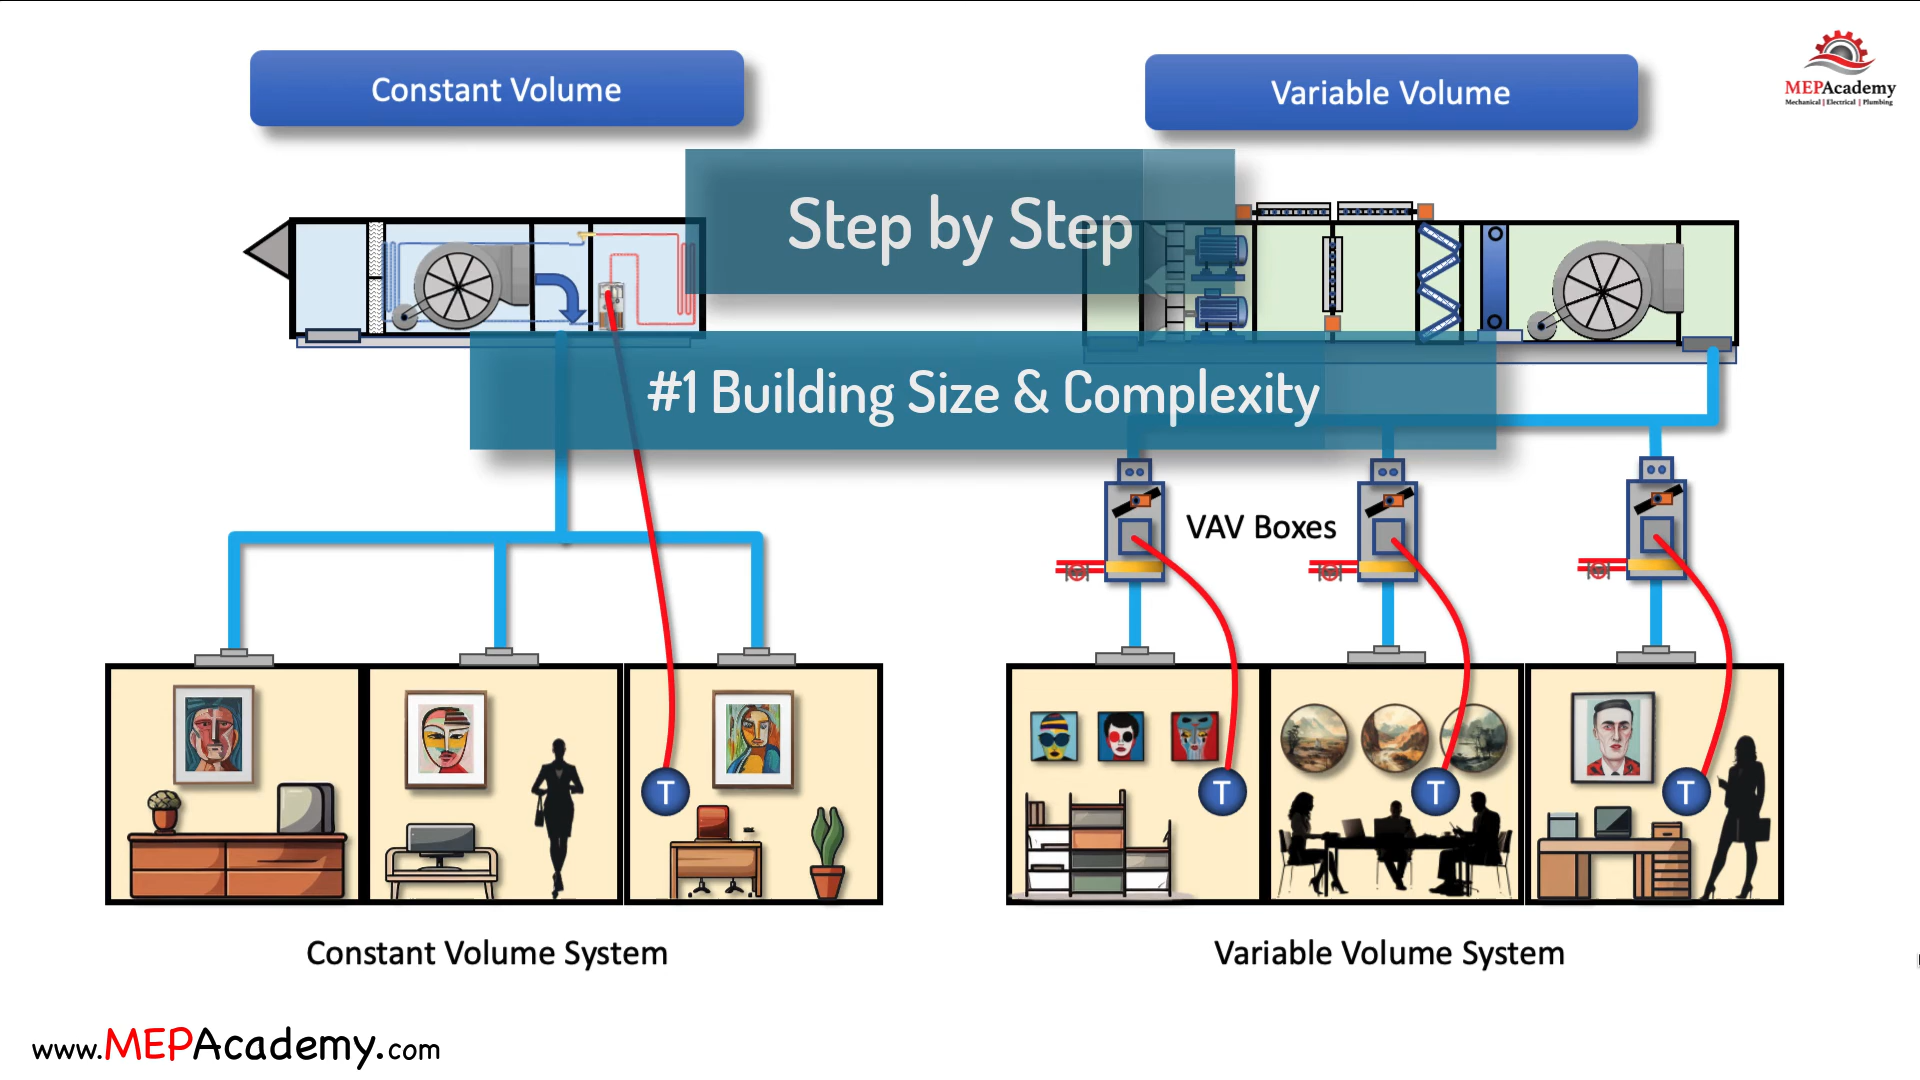 Constant Volume
Variable Volume
MEPAcademy
Mechanical | Electrical | Plumbing
Step by Step
#1 Building Size & Complexity
VAV Boxes
T
T
T
T
Constant Volume System
Variable Volume System
www.MEPAcademy.com